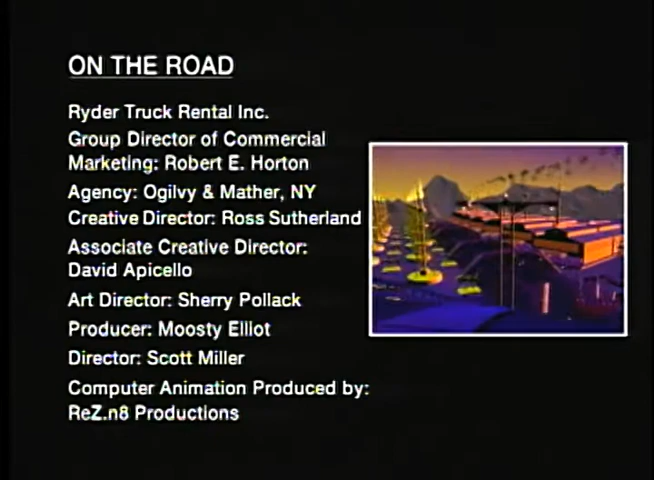 ON THE ROAD
Ryder Truck Rental Inc.
Group Director of Commercial
Marketing: Robert E. Horton
Agency: Ogilvy & Mather, NY
Creative Director: Ross Sutherland
Associate Creative Director:
David Apicello
Art Director: Sherry Pollack
Producer: Moosty Elliot
Director: Scott Miller
Computer Animation Produced by:
ReZ.n8 Productions